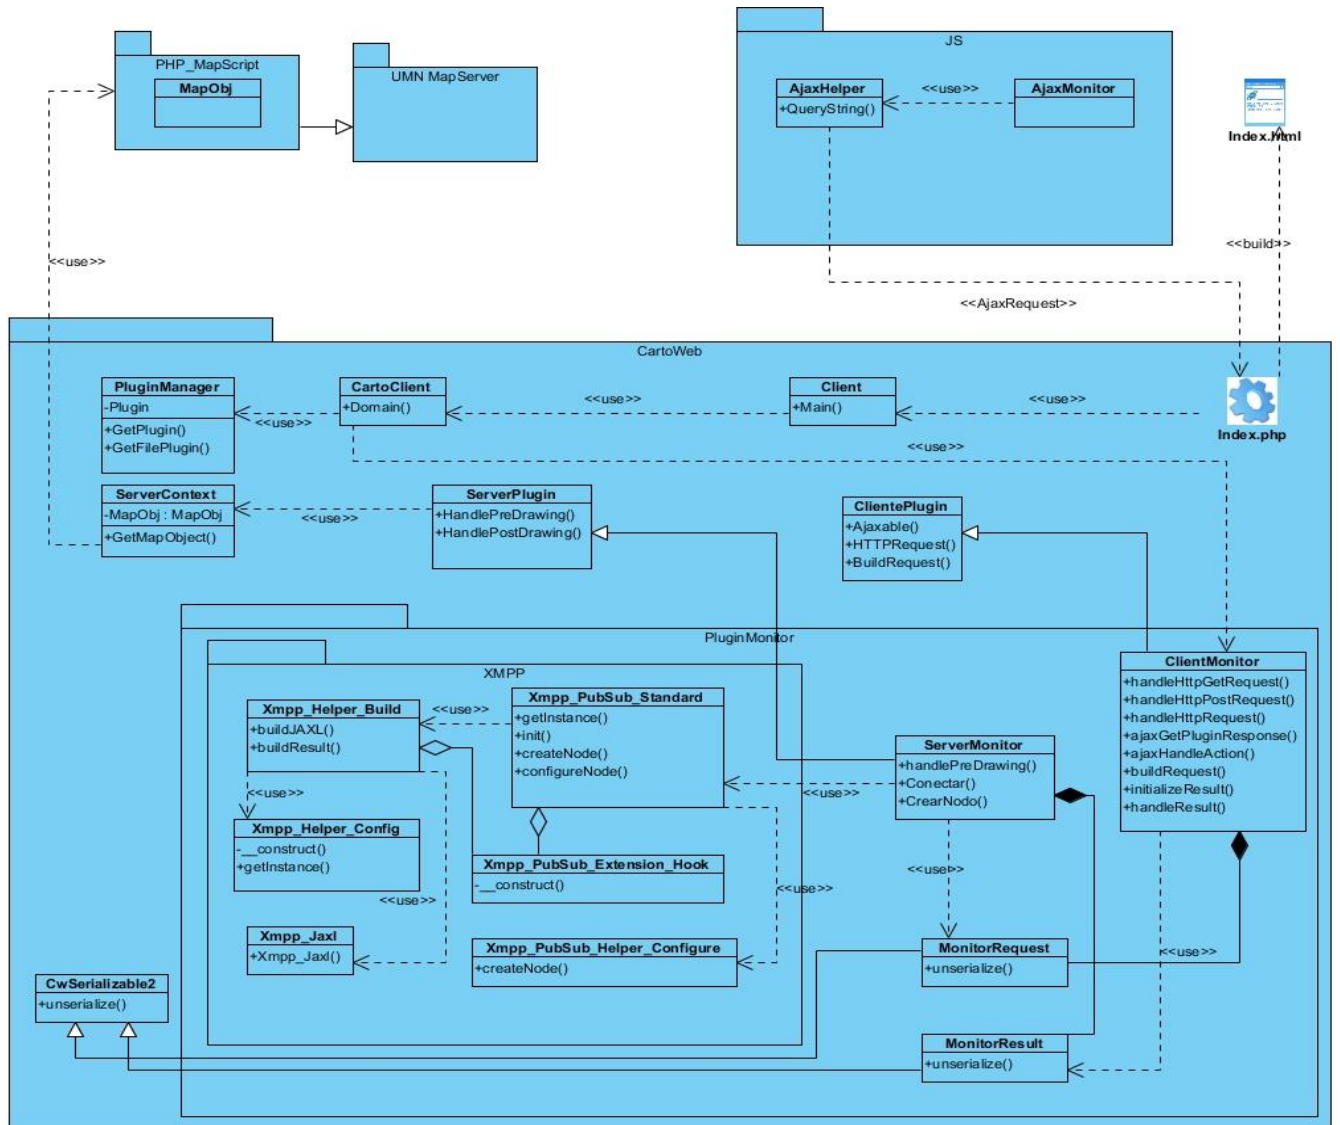 PHP_MapScript
MapObj
UMN MapServer
JS
AjaxHelper
+QueryString()
<<use>>
AjaxMonitor
Index.html
<<build>>
<<use>>
<<AjaxRequest>>
CartoWeb
PluginManager
-Plugin
+GetPlugin()
+GetFilePlugin()
<<use>>
CartoClient
+Domain()
<<use>>
Client
+Main()
<<use>>
Index.php
<<use>>
ServerContext
-MapObj : MapObj
+GetMapObject()
<<use>>
ServerPlugin
+HandlePreDrawing()
+HandlePostDrawing()
ClientePlugin
+Ajaxable()
+HTTPRequest()
+BuildRequest()
PluginMonitor
XMPP
Xmpp_Helper_Build
+buildJAXL()
+buildResult()
<<use>>
Xmpp_PubSub_Standard
+getInstance()
+init()
+createNode()
+configureNode()
ClientMonitor
+handleHttpGetRequest()
+handleHttpPostRequest()
+handleHttpRequest()
+ajaxGetPluginResponse()
+ajaxHandleAction()
+buildRequest()
+initializeResult()
+handleResult()
ServerMonitor
+handlePreDrawing()
+Conectar()
+CrearNodo()
<<use>>
<<use>>
Xmpp_Helper_Config
-__construct()
+getInstance()
Xmpp_PubSub_Extension_Hook
-__construct()
<<use>>
<<use>>
<<use>>
Xmpp_Jaxl
+Xmpp_Jaxl()
Xmpp_PubSub_Helper_Configure
+createNode()
MonitorRequest
+unserialize()
<<use>>
CwSerializable2
+unserialize()
MonitorResult
+unserialize()